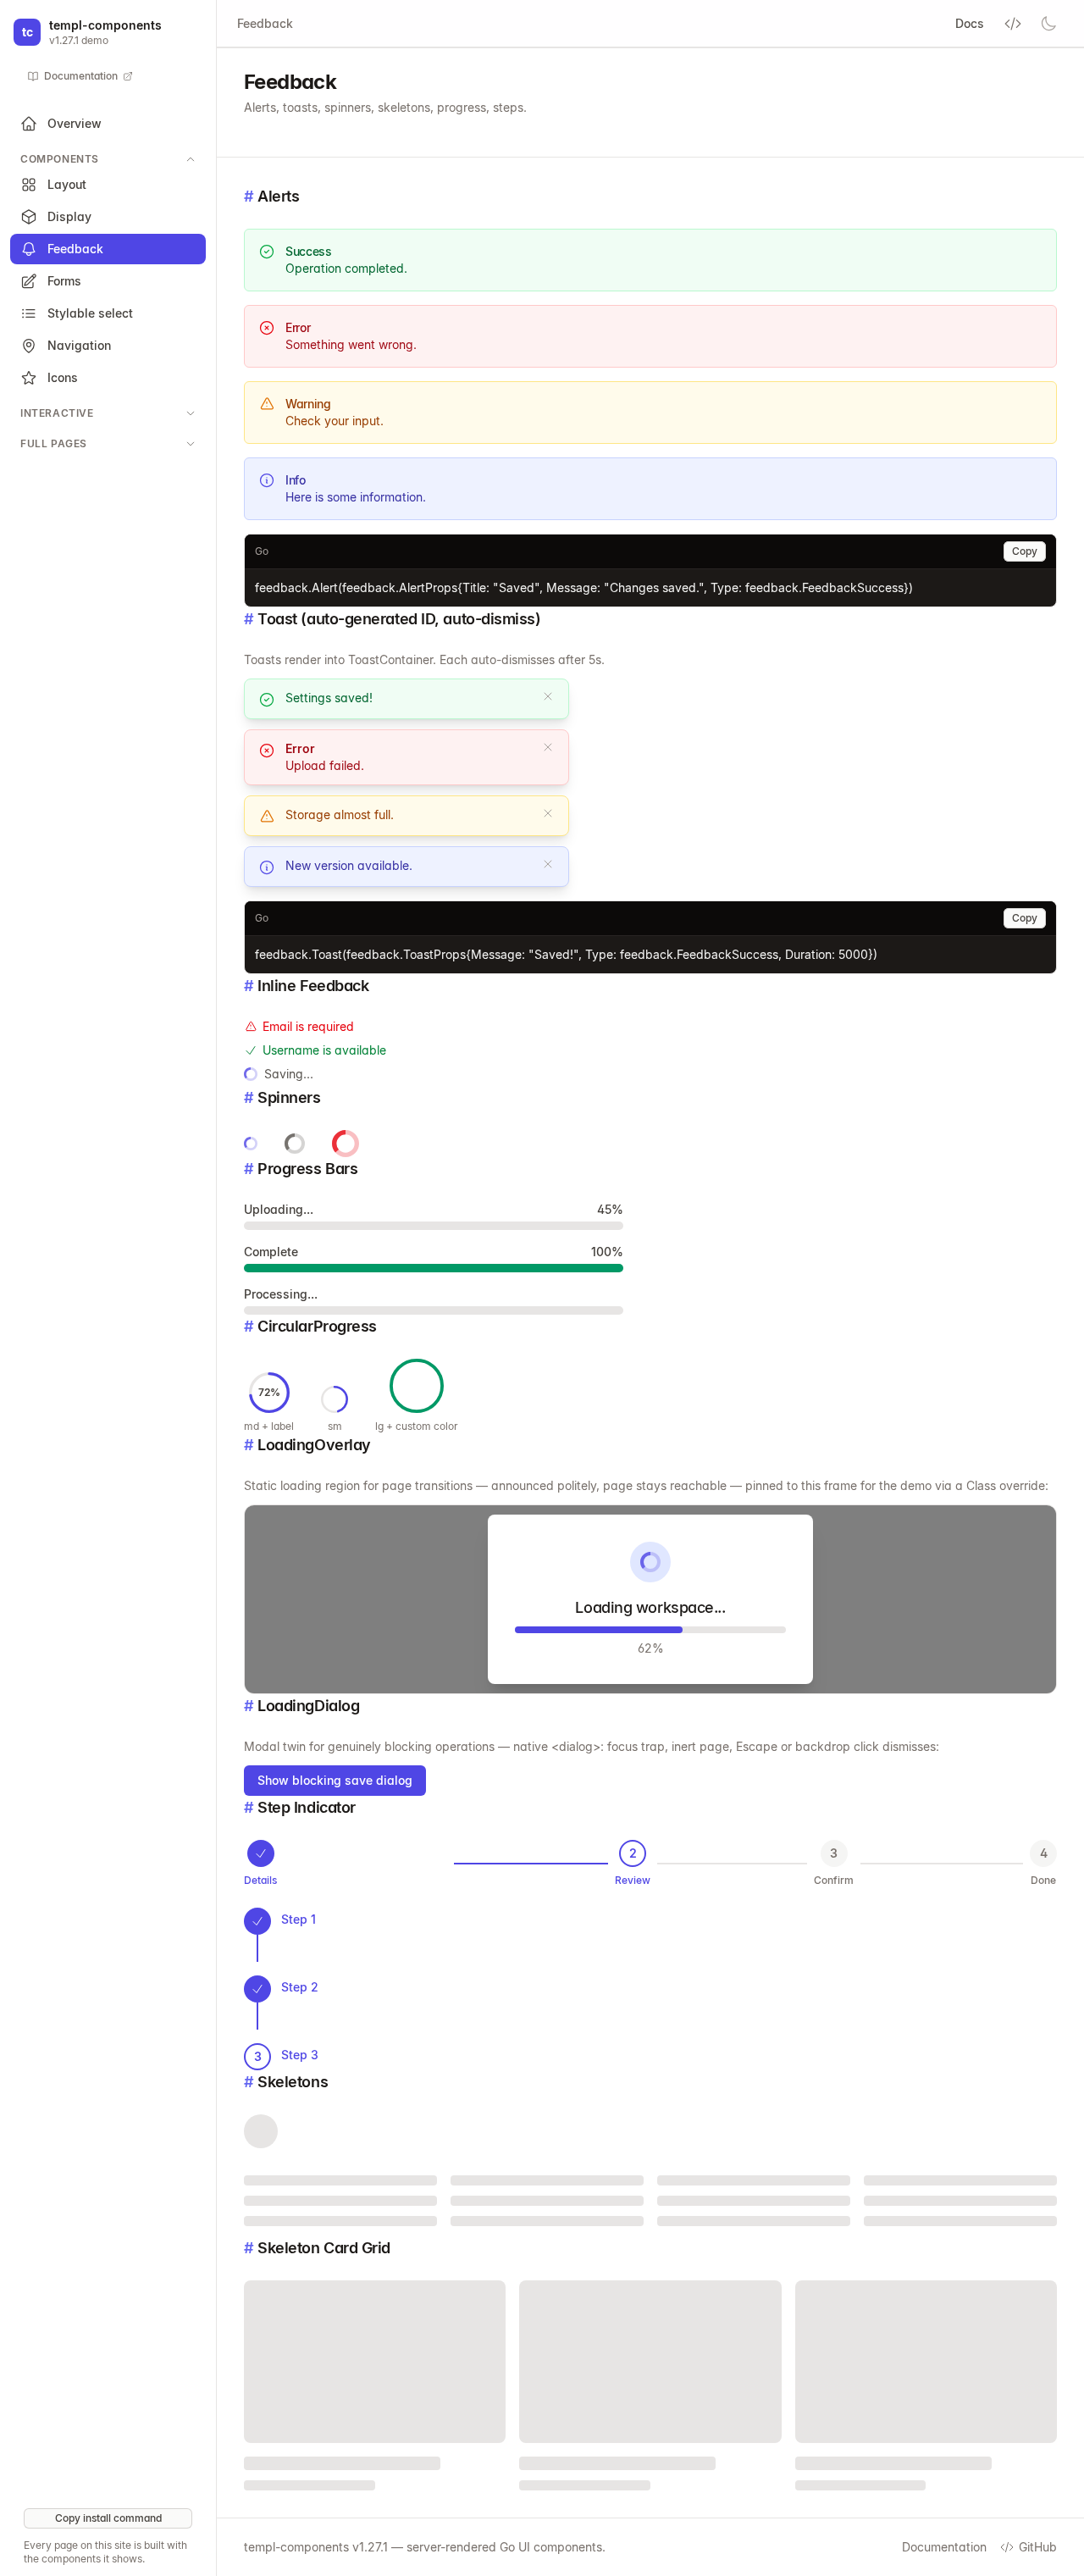 tc
templ-components
v1.27.1 demo
Documentation
Overview
COMPONENTS
Layout
Display
Feedback
Forms
Stylable select
Navigation
Icons
INTERACTIVE
FULL PAGES
Copy install command
Every page on this site is built with
the components it shows.
Feedback
Docs
Feedback
Alerts, toasts, spinners, skeletons, progress, steps.
# Alerts
Success
Operation completed.
Error
Something went wrong.
Warning
Check your input.
Info
Here is some information.
Go
Copy
feedback.Alert(feedback.AlertProps{Title: "Saved", Message: "Changes saved.", Type: feedback.FeedbackSuccess})
# Toast (auto-generated ID, auto-dismiss)
Toasts render into ToastContainer. Each auto-dismisses after 5s.
Settings saved!
Error
Upload failed.
Storage almost full.
New version available.
Go
Copy
feedback.Toast(feedback.ToastProps{Message: "Saved!", Type: feedback.FeedbackSuccess, Duration: 5000})
# Inline Feedback
Email is required
Username is available
Saving...
# Spinners
# Progress Bars
Uploading... 45%
Complete 100%
Processing...
# CircularProgress
72%
md + label
sm
lg + custom color
# LoadingOverlay
Static loading region for page transitions — announced politely, page stays reachable — pinned to this frame for the demo via a Class override:
Loading workspace...
62%
# LoadingDialog
Modal twin for genuinely blocking operations — native <dialog>: focus trap, inert page, Escape or backdrop click dismisses:
Show blocking save dialog
# Step Indicator
2 3 4
Details Review Confirm Done
Step 1
Step 2
3 Step 3
# Skeletons
# Skeleton Card Grid
templ-components v1.27.1 — server-rendered Go UI components.
Documentation
GitHub